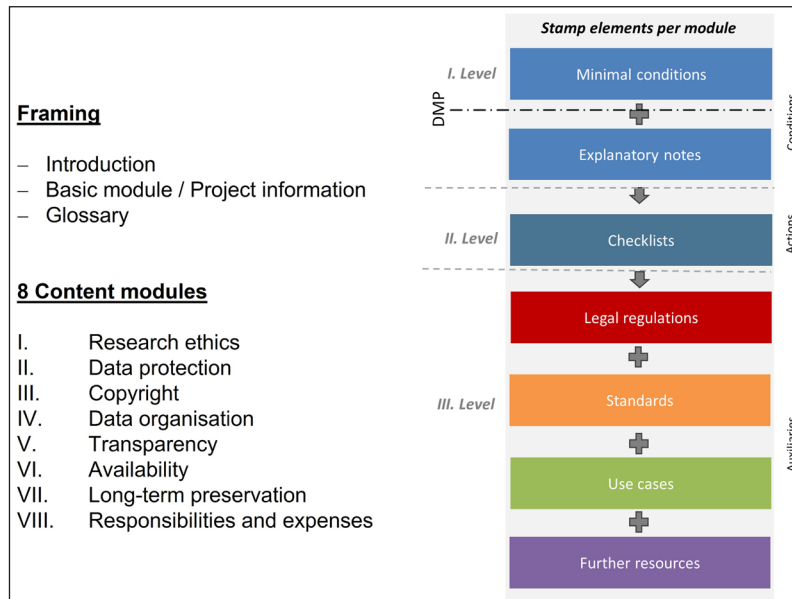 Framing
– Introduction
– Basic module / Project information
– Glossary
8 Content modules
I. Research ethics
II. Data protection
III. Copyright
IV. Data organisation
V. Transparency
VI. Availability
VII. Long-term preservation
VIII. Responsibilities and expenses
Stamp elements per module
I. Level
Minimal conditions
DMP
Conditions
Explanatory notes
II. Level
Checklists
Actions
Legal regulations
III. Level
Standards
Auxiliaries
Use cases
Further resources